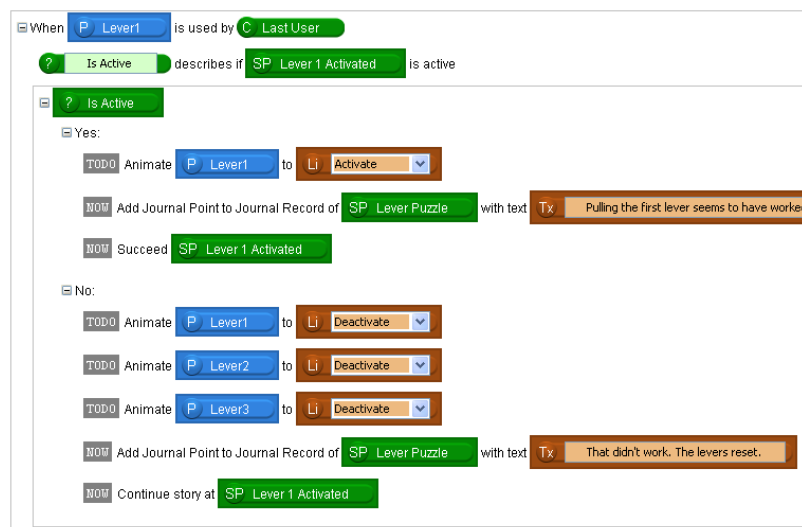 When P Lever1 is used by C Last User
? Is Active describes if SP Lever 1 Activated is active
? Is Active
Yes:
TODO Animate P Lever1 to Li Activate
NOW Add Journal Point to Journal Record of SP Lever Puzzle with text Tx Pulling the first lever seems to have worked
NOW Succeed SP Lever 1 Activated
No:
TODO Animate P Lever1 to Li Deactivate
TODO Animate P Lever2 to Li Deactivate
TODO Animate P Lever3 to Li Deactivate
NOW Add Journal Point to Journal Record of SP Lever Puzzle with text Tx That didn't work. The levers reset.
NOW Continue story at SP Lever 1 Activated